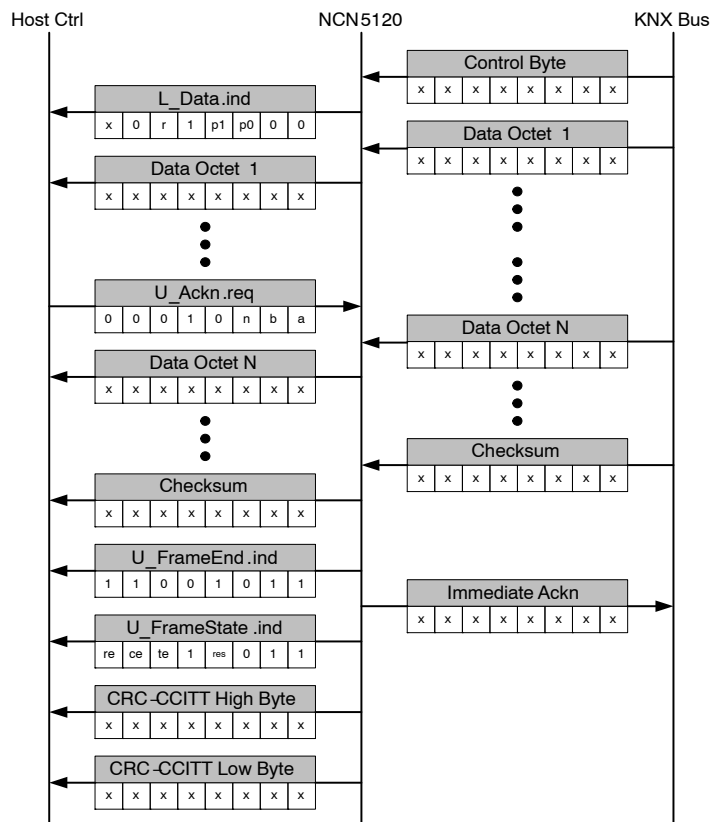 Host Ctrl NCN5120 KNX Bus
Control Byte
x x x x x x x x
L_Data.ind
x 0 r 1 p1 p0 0 0
Data Octet 1
x x x x x x x x
Data Octet 1
x x x x x x x x
U_Ackn.req
0 0 0 1 0 n b a
Data Octet N
x x x x x x x x
Data Octet N
x x x x x x x x
Checksum
x x x x x x x x
Checksum
x x x x x x x x
U_FrameEnd.ind
1 1 0 0 1 0 1 1
Immediate Ackn
x x x x x x x x
U_FrameState.ind
re ce te 1 res 0 1 1
CRC-CCITT High Byte
x x x x x x x x
CRC-CCITT Low Byte
x x x x x x x x